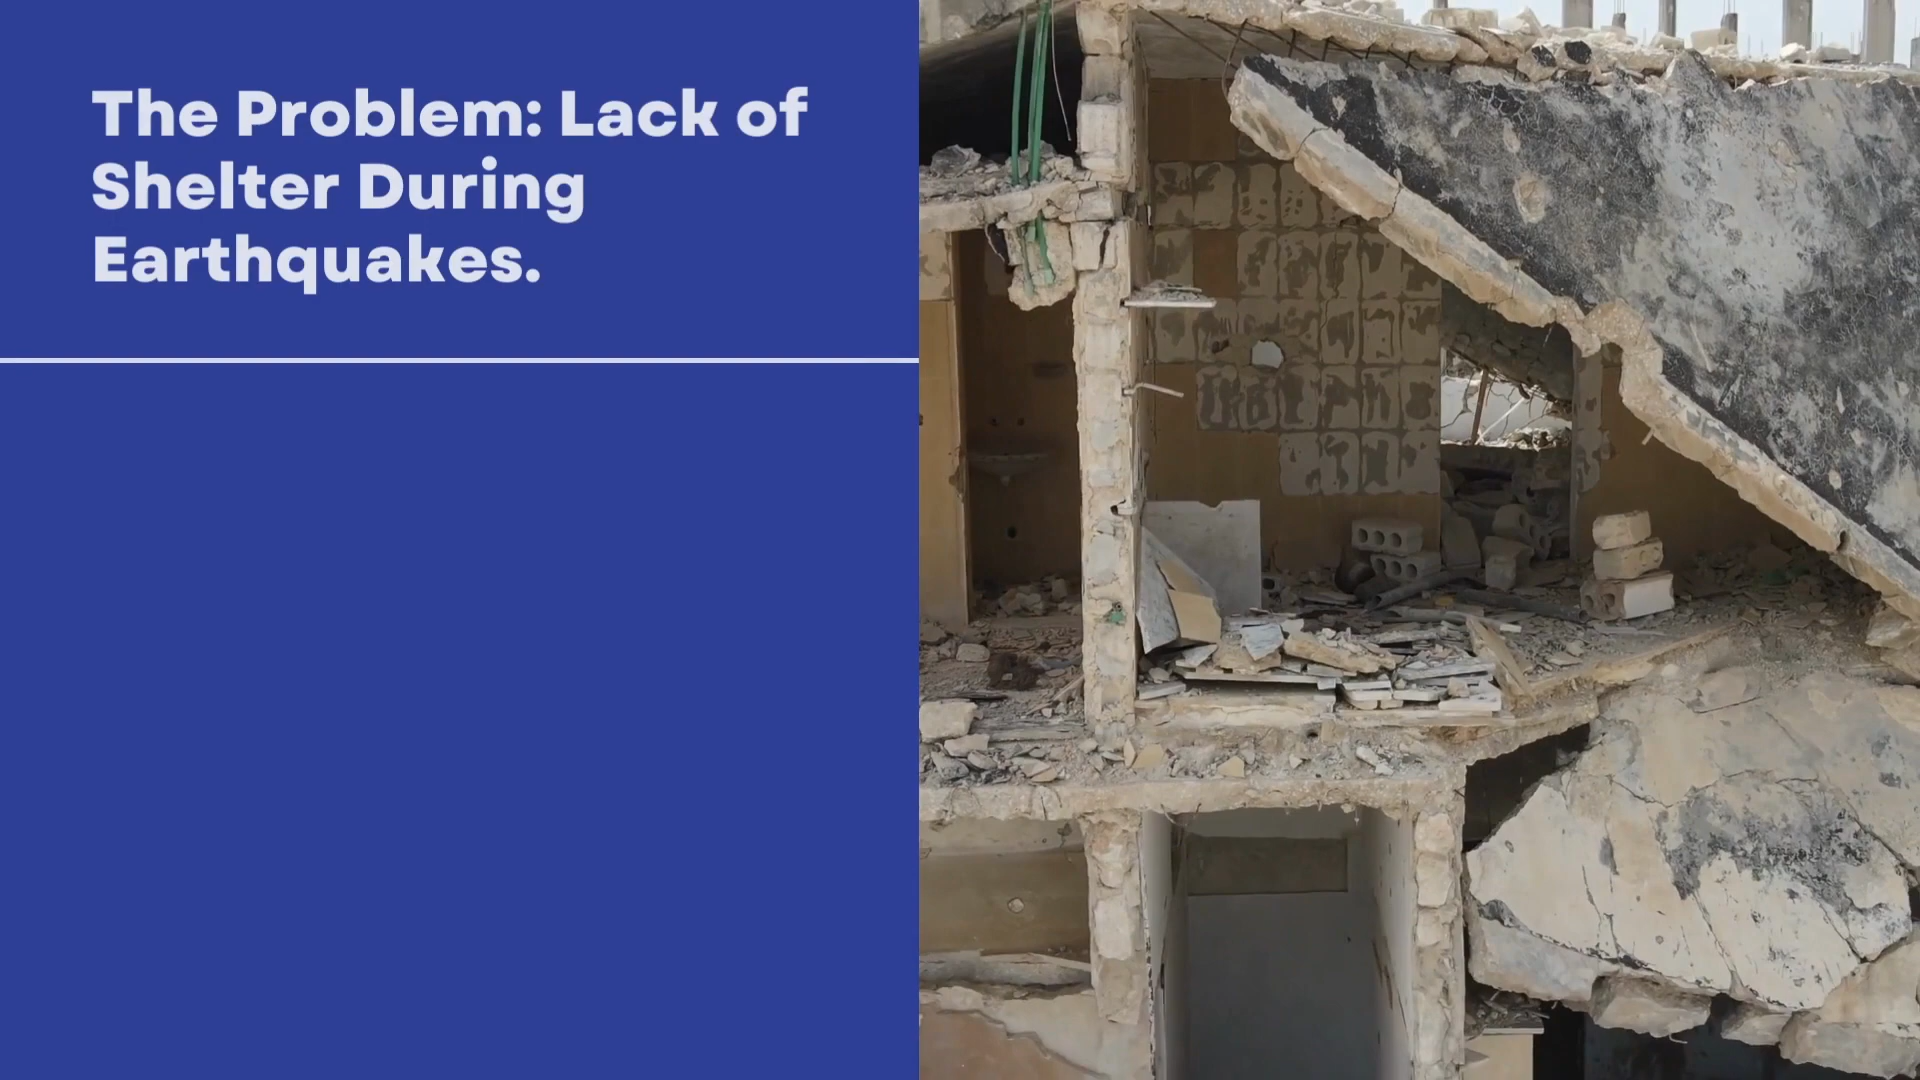 The Problem: Lack of
Shelter During
Earthquakes.